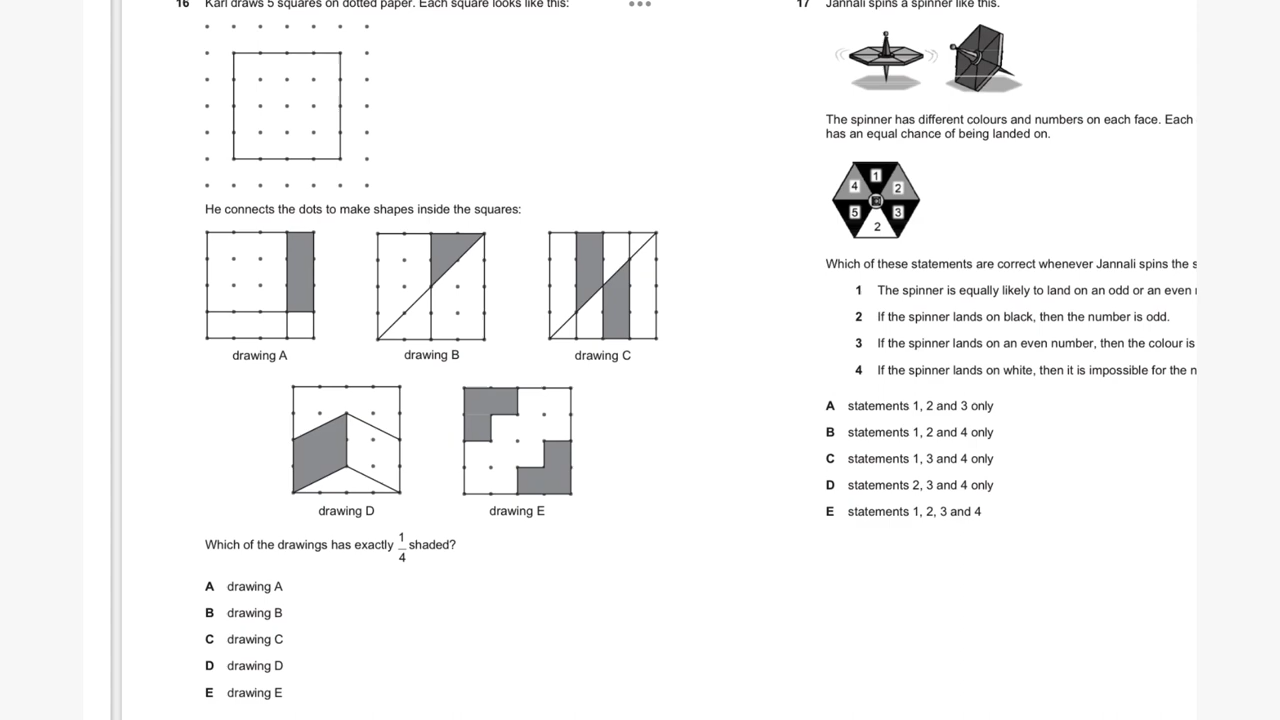 16 Karl draws 5 squares on dotted paper. Each square looks like this:
He connects the dots to make shapes inside the squares:
drawing A
drawing B
drawing C
drawing D
drawing E
Which of the drawings has exactly 1/4 shaded?
A drawing A
B drawing B
C drawing C
D drawing D
E drawing E
17 Jannali spins a spinner like this.
The spinner has different colours and numbers on each face. Each
has an equal chance of being landed on.
1
4 2
5 3
2
Which of these statements are correct whenever Jannali spins the s
1 The spinner is equally likely to land on an odd or an even
2 If the spinner lands on black, then the number is odd.
3 If the spinner lands on an even number, then the colour is
4 If the spinner lands on white, then it is impossible for the n
A statements 1, 2 and 3 only
B statements 1, 2 and 4 only
C statements 1, 3 and 4 only
D statements 2, 3 and 4 only
E statements 1, 2, 3 and 4